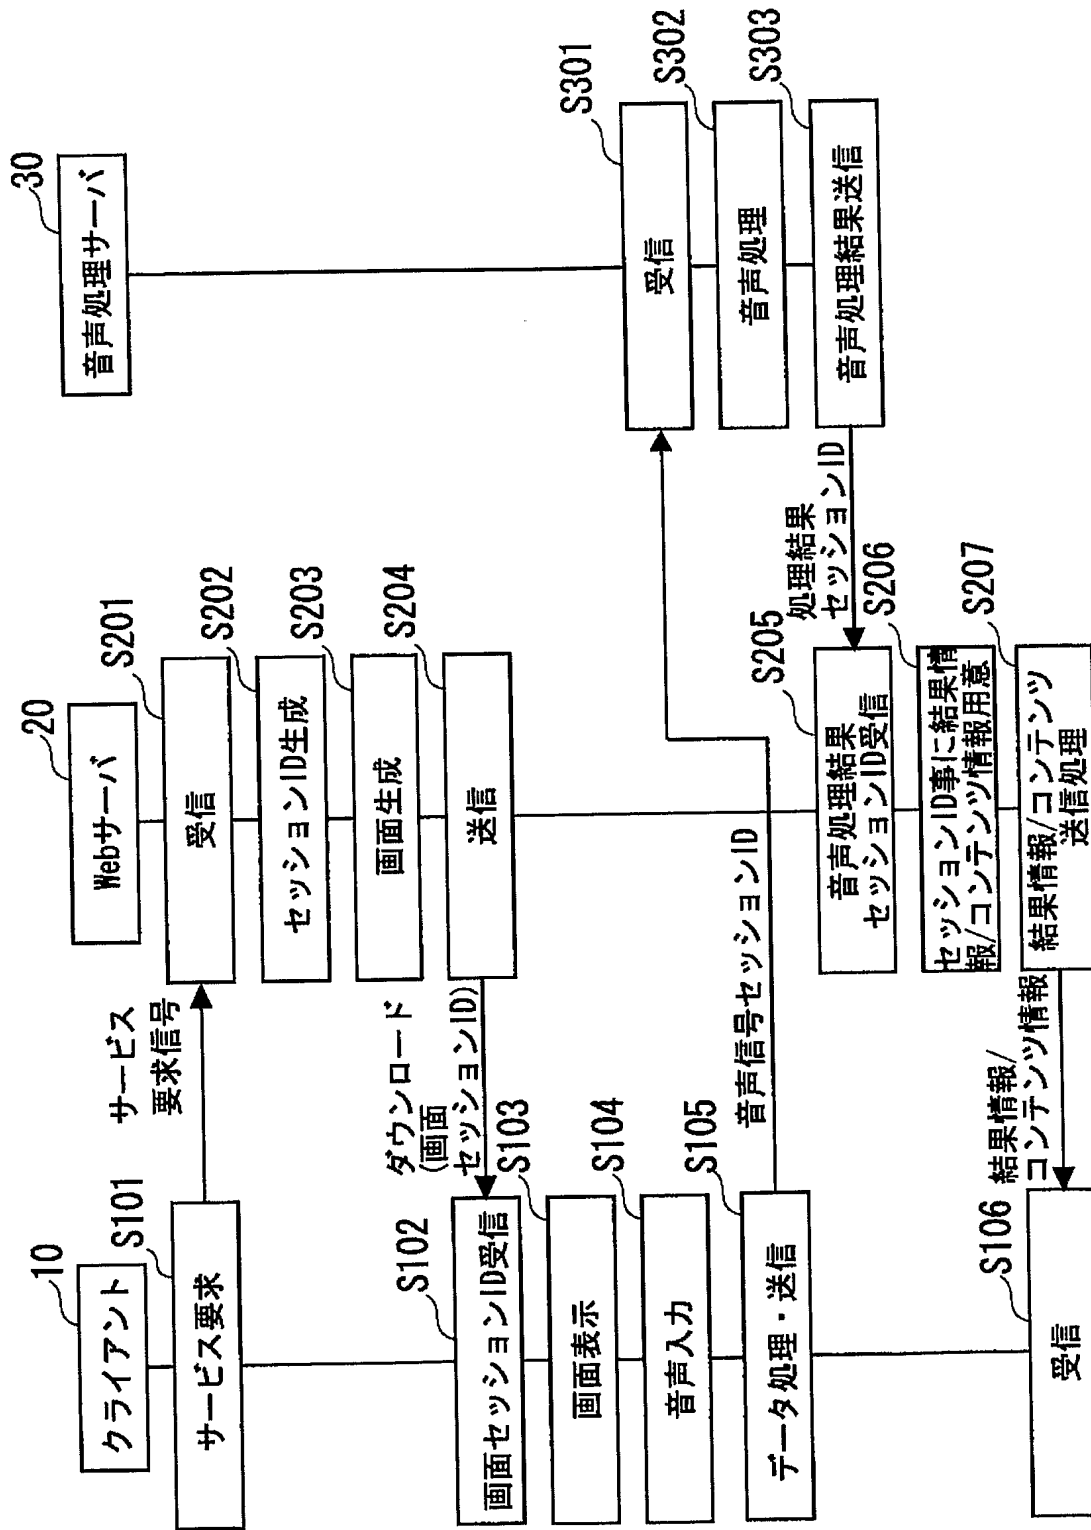 10
クライアント
S101
サービス要求
サービス
要求信号
20
Webサーバ
S201
受信
S202
セッションID生成
S203
画面生成
S204
送信
ダウンロード
(画面
セッションID)
S102
画面セッションID受信
S103
画面表示
S104
音声入力
S105
データ処理・送信
音声信号セッションID
30
音声処理サーバ
S301
受信
S302
音声処理
S303
音声処理結果送信
処理結果
セッションID
S205
音声処理結果
セッションID受信
S206
セッションID事に結果情
報/コンテンツ情報用意
S207
結果情報/コンテンツ
送信処理
結果情報/
コンテンツ情報
S106
受信